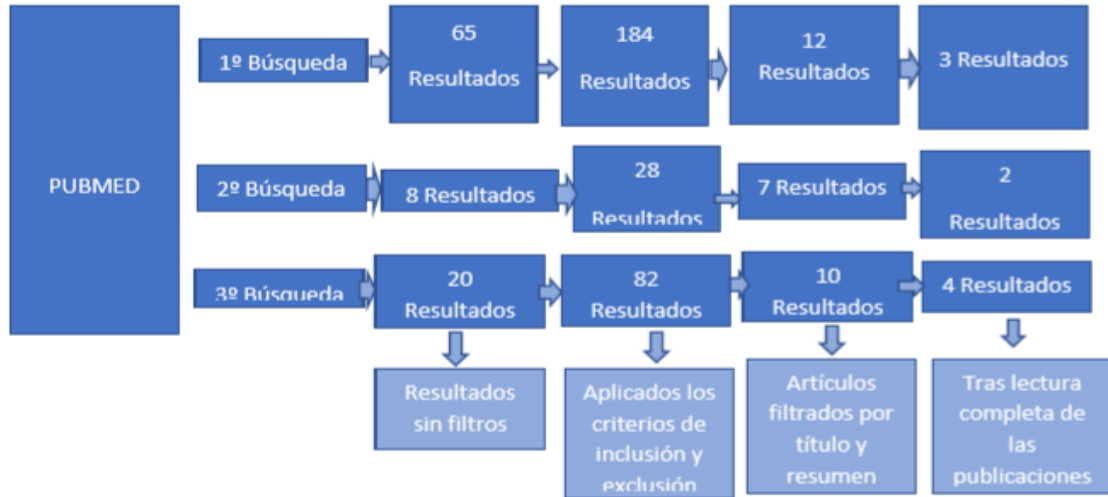 PUBMED
1º Búsqueda
65
Resultados
184
Resultados
12
Resultados
3 Resultados
2º Búsqueda
8 Resultados
28
Resultados
7 Resultados
2
Resultados
3º Búsqueda
20
Resultados
82
Resultados
10
Resultados
4 Resultados
Resultados
sin filtros
Aplicados los
criterios de
inclusión y
exclusión
Artículos
filtrados por
título y
resumen
Tras lectura
completa de
las
publicaciones